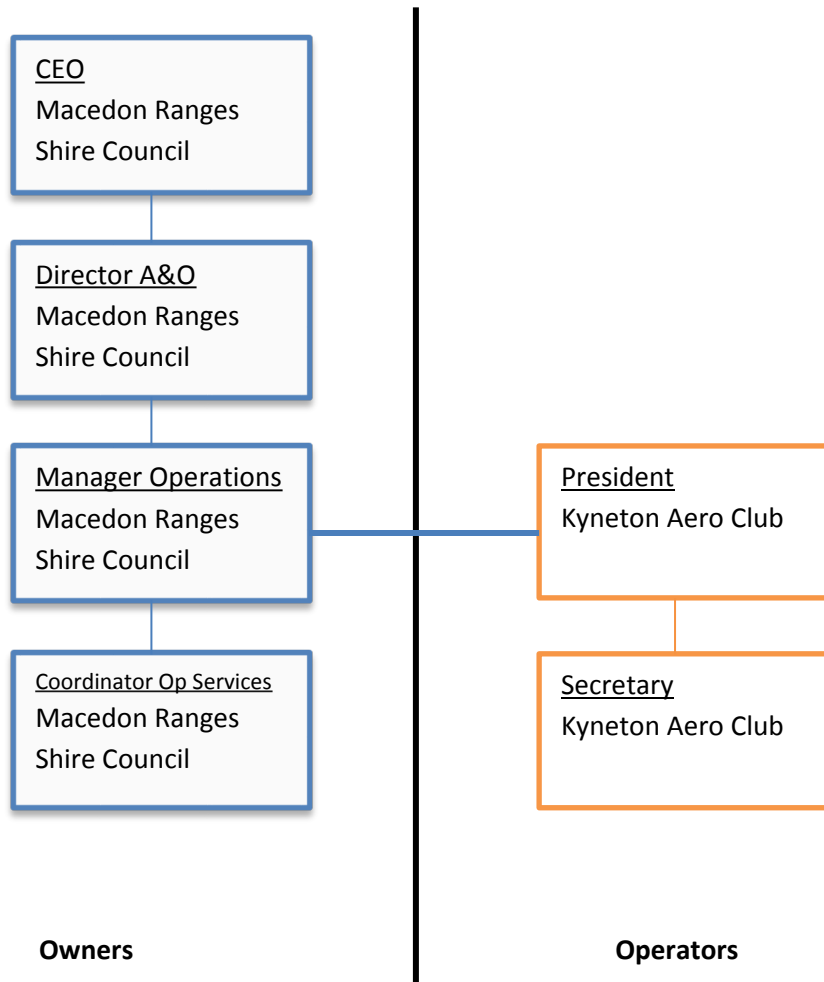 CEO
Macedon Ranges
Shire Council
Director A&O
Macedon Ranges
Shire Council
Manager Operations
Macedon Ranges
Shire Council
Coordinator Op Services
Macedon Ranges
Shire Council
Owners
President
Kyneton Aero Club
Secretary
Kyneton Aero Club
Operators